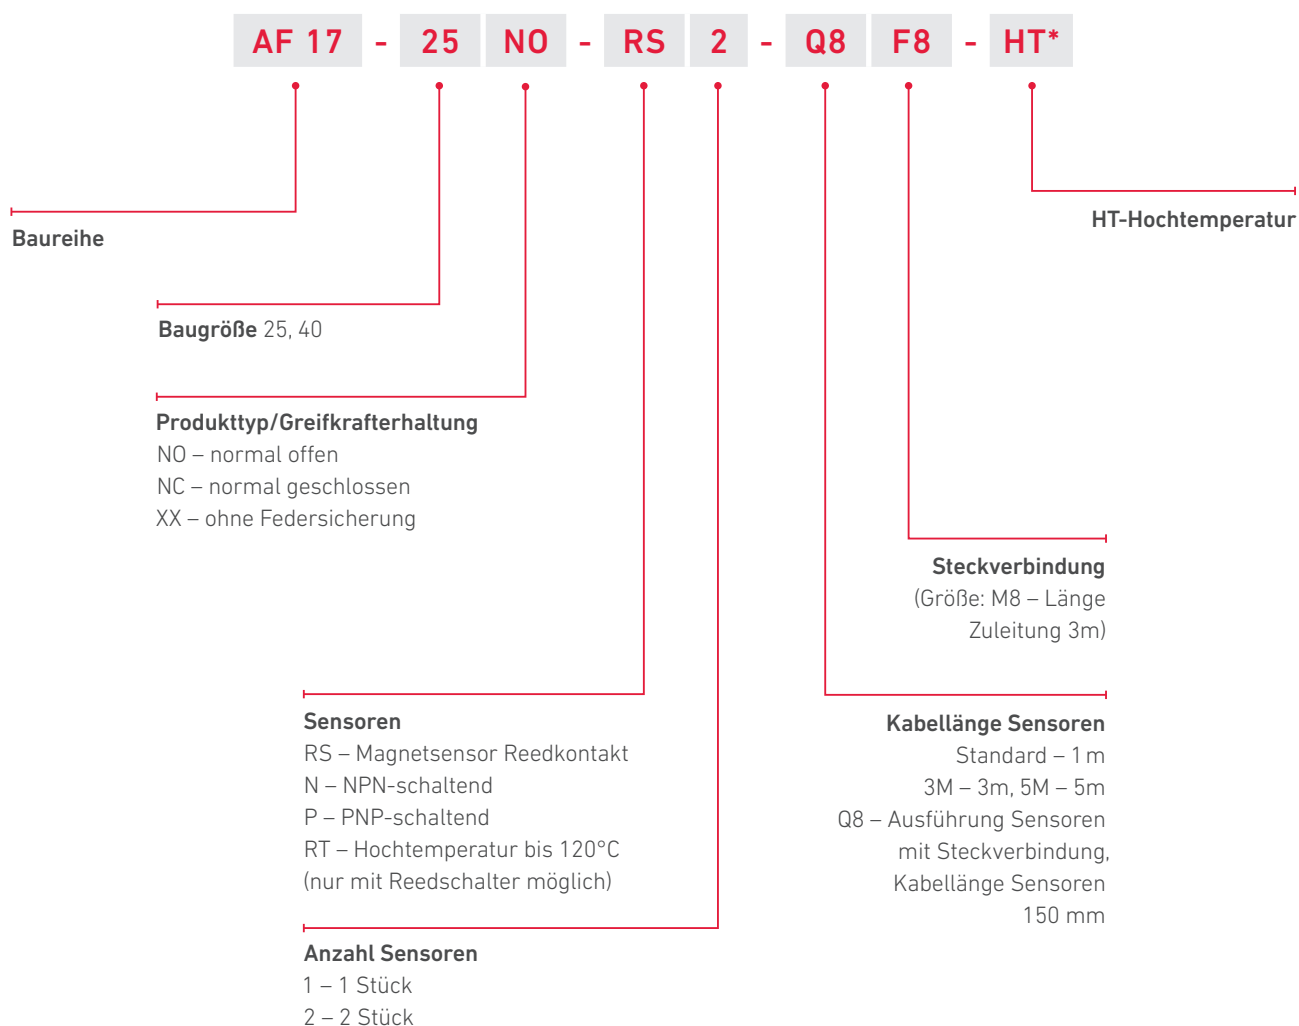 AF 17 - 25 NO - RS 2 - Q8 F8 - HT*
Baureihe
HT-Hochtemperatur
Baugröße 25, 40
Produkttyp/Greifkrafterhaltung
NO – normal offen
NC – normal geschlossen
XX – ohne Federsicherung
Steckverbindung
(Größe: M8 – Länge
Zuleitung 3m)
Sensoren
RS – Magnetsensor Reedkontakt
N – NPN-schaltend
P – PNP-schaltend
RT – Hochtemperatur bis 120°C
(nur mit Reedschalter möglich)
Kabellänge Sensoren
Standard – 1 m
3M – 3m, 5M – 5m
Q8 – Ausführung Sensoren
mit Steckverbindung,
Kabellänge Sensoren
150 mm
Anzahl Sensoren
1 – 1 Stück
2 – 2 Stück